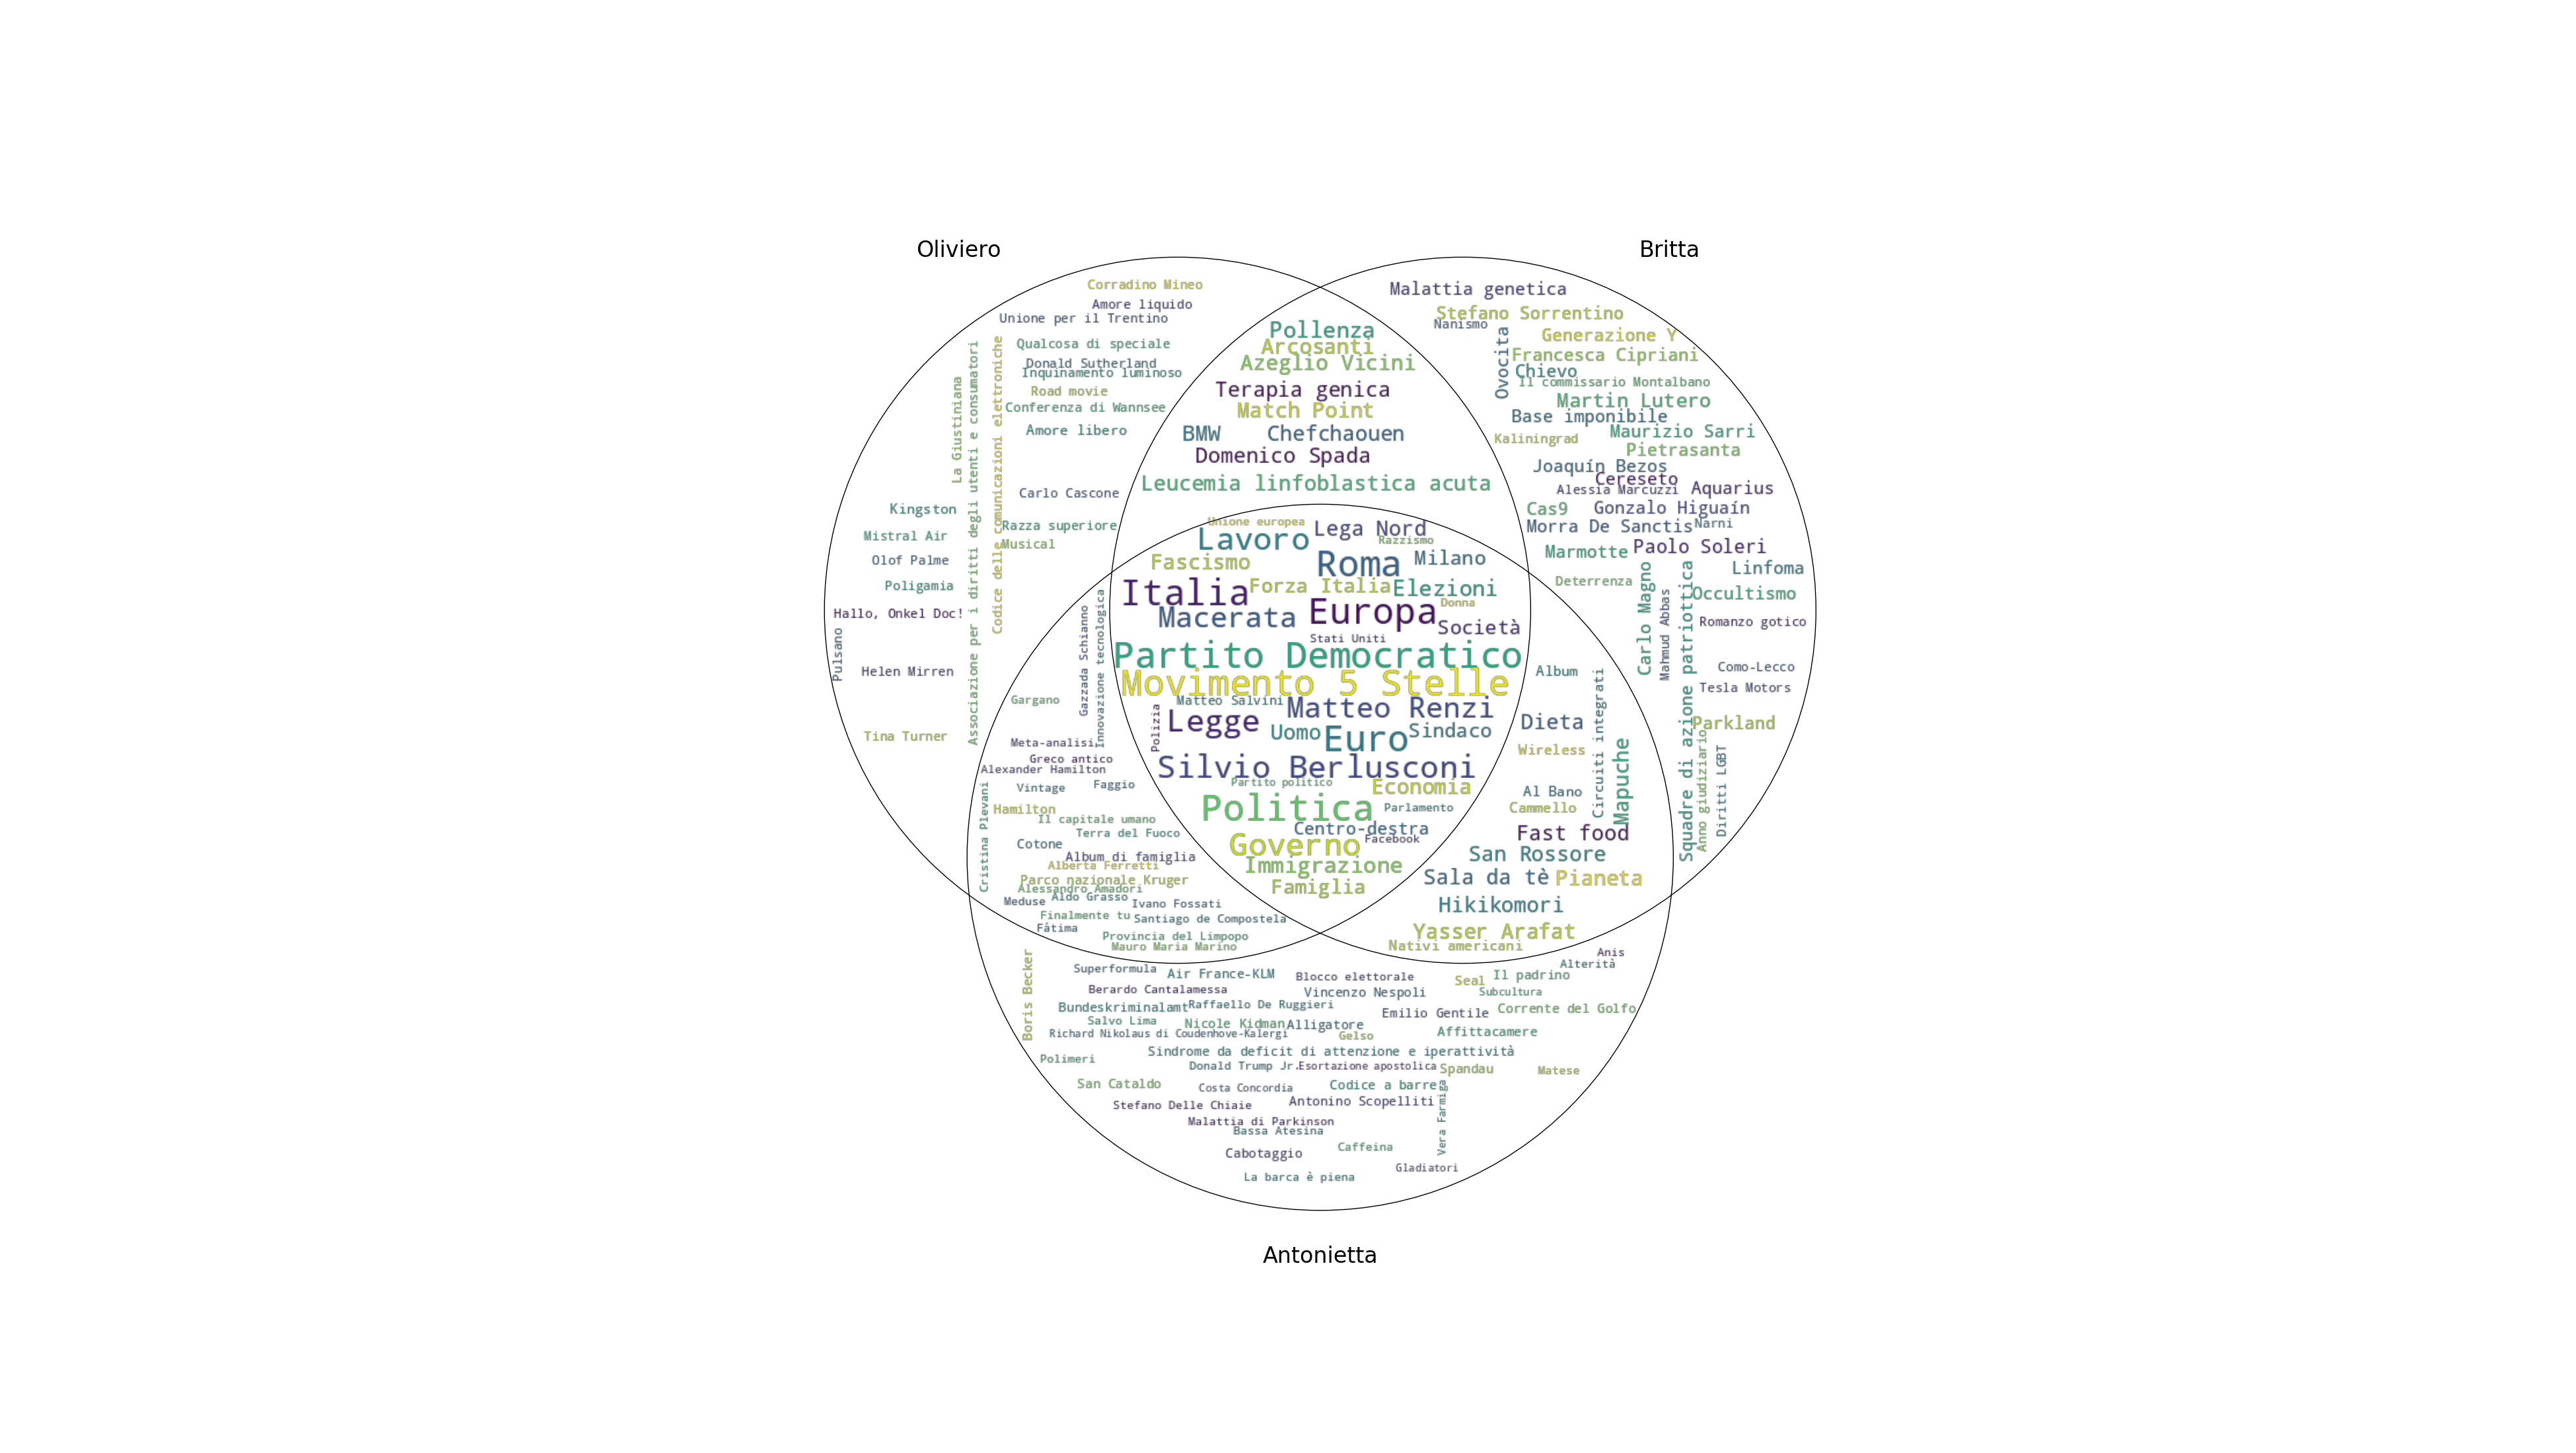 Oliviero
Britta
Corradino Mineo
Amore liquido
Unione per il Trentino
Qualcosa di speciale
Donald Sutherland
Inquinamento luminoso
Road movie
Conferenza di Wannsee
Amore libero
La Giustiniana
Associazione per i diritti degli utenti e consumatori
Codice delle comunicazioni elettroniche
Carlo Cascone
Kingston
Razza superiore
Mistral Air
Musical
Olof Palme
Poligamia
Hallo, Onkel Doc!
Pulsano
Helen Mirren
Tina Turner
Pollenza
Arcosanti
Azeglio Vicini
Terapia genica
Match Point
BMW
Chefchaouen
Domenico Spada
Leucemia linfoblastica acuta
Malattia genetica
Stefano Sorrentino
Nanismo
Generazione Y
Ovocita
Francesca Cipriani
Chievo
Il commissario Montalbano
Martin Lutero
Base imponibile
Maurizio Sarri
Kaliningrad
Pietrasanta
Joaquín Bezos
Cereseto
Alessia Marcuzzi
Aquarius
Cas9
Gonzalo Higuaín
Morra De Sanctis
Narni
Marmotte
Paolo Soleri
Linfoma
Deterrenza
Carlo Magno
Mahmud Abbas
Squadre di azione patriottica
Occultismo
Romanzo gotico
Como-Lecco
Tesla Motors
Parkland
Anno giudiziario
Diritti LGBT
Unione europea
Lega Nord
Lavoro
Razzismo
Fascismo
Roma
Milano
Italia
Forza Italia
Elezioni
Macerata
Europa
Donna
Società
Stati Uniti
Partito Democratico
Movimento 5 Stelle
Matteo Salvini
Matteo Renzi
Polizia
Legge
Uomo
Euro
Sindaco
Silvio Berlusconi
Partito politico
Economia
Politica
Parlamento
Centro-destra
Governo
Facebook
Immigrazione
Famiglia
Gazzada Schianno
Innovazione tecnologica
Gargano
Meta-analisi
Greco antico
Alexander Hamilton
Vintage
Faggio
Cristina Plevani
Hamilton
Il capitale umano
Terra del Fuoco
Cotone
Album di famiglia
Alberta Ferretti
Parco nazionale Kruger
Alessandro Amadori
Meduse
Aldo Grasso
Ivano Fossati
Finalmente tu
Santiago de Compostela
Fátima
Provincia del Limpopo
Mauro Maria Marino
Album
Circuiti integrati
Dieta
Wireless
Mapuche
Al Bano
Cammello
Fast food
San Rossore
Sala da tè
Pianeta
Hikikomori
Yasser Arafat
Nativi americani
Boris Becker
Anis
Alterità
Superformula
Air France-KLM
Blocco elettorale
Seal
Il padrino
Berardo Cantalamessa
Vincenzo Nespoli
Subcultura
Bundeskriminalamt
Raffaello De Ruggieri
Emilio Gentile
Corrente del Golfo
Salvo Lima
Nicole Kidman
Alligatore
Richard Nikolaus di Coudenhove-Kalergi
Gelso
Affittacamere
Polimeri
Sindrome da deficit di attenzione e iperattività
Donald Trump Jr.
Esortazione apostolica
Spandau
Matese
San Cataldo
Costa Concordia
Codice a barre
Vera Farmiga
Stefano Delle Chiaie
Antonino Scopelliti
Malattia di Parkinson
Bassa Atesina
Cabotaggio
Caffeina
Gladiatori
La barca è piena
Antonietta